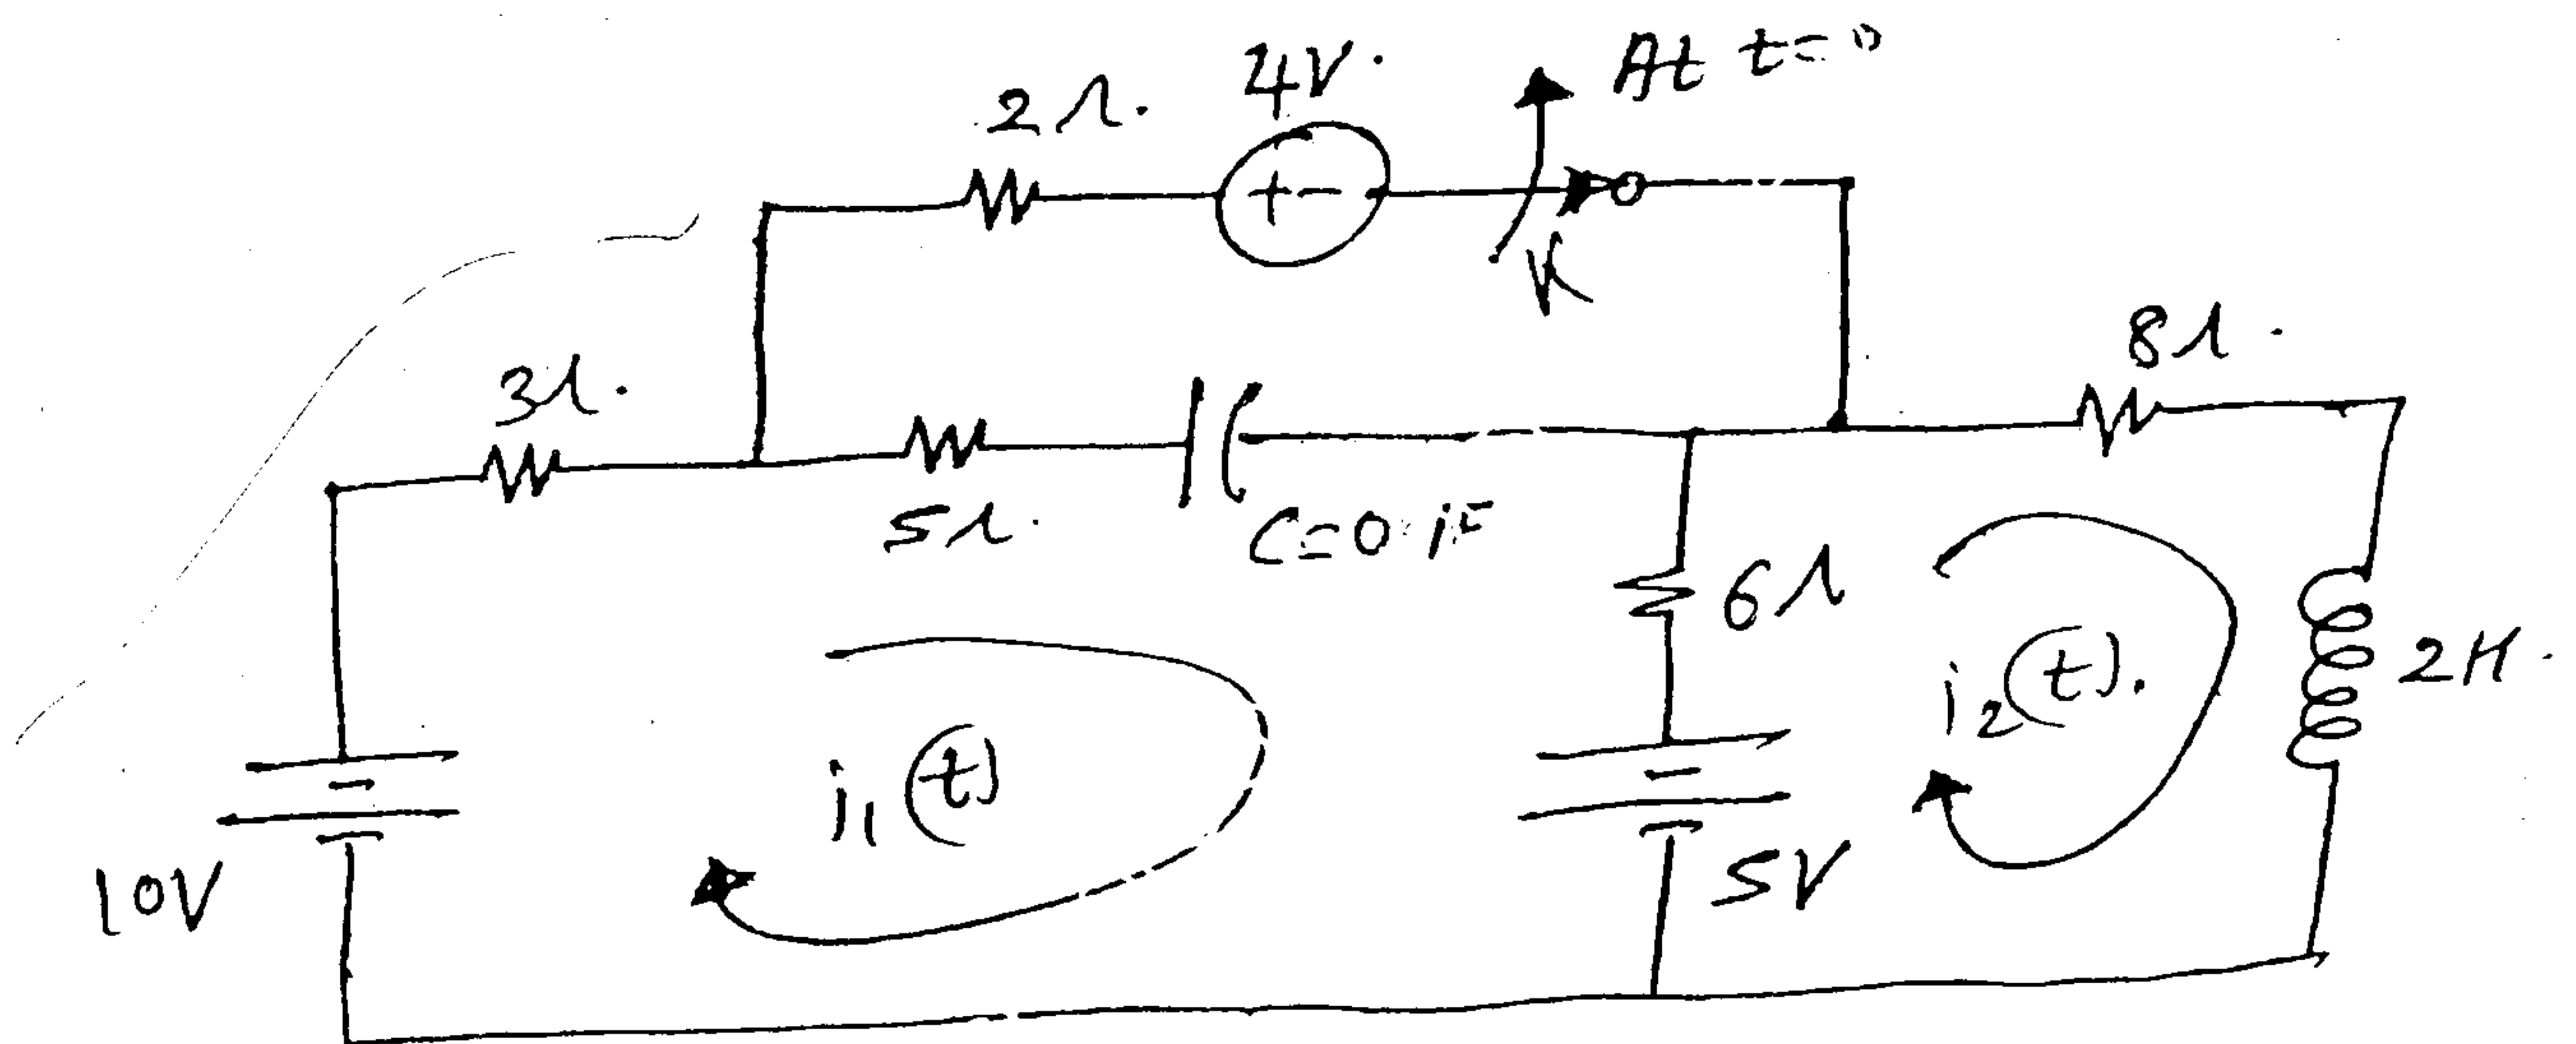 4V.
At t=0
2Ω.
+-
K
8Ω.
3Ω.
5Ω.
C=0.1F
6Ω
2H.
i₂(t).
i₁(t)
10V
5V